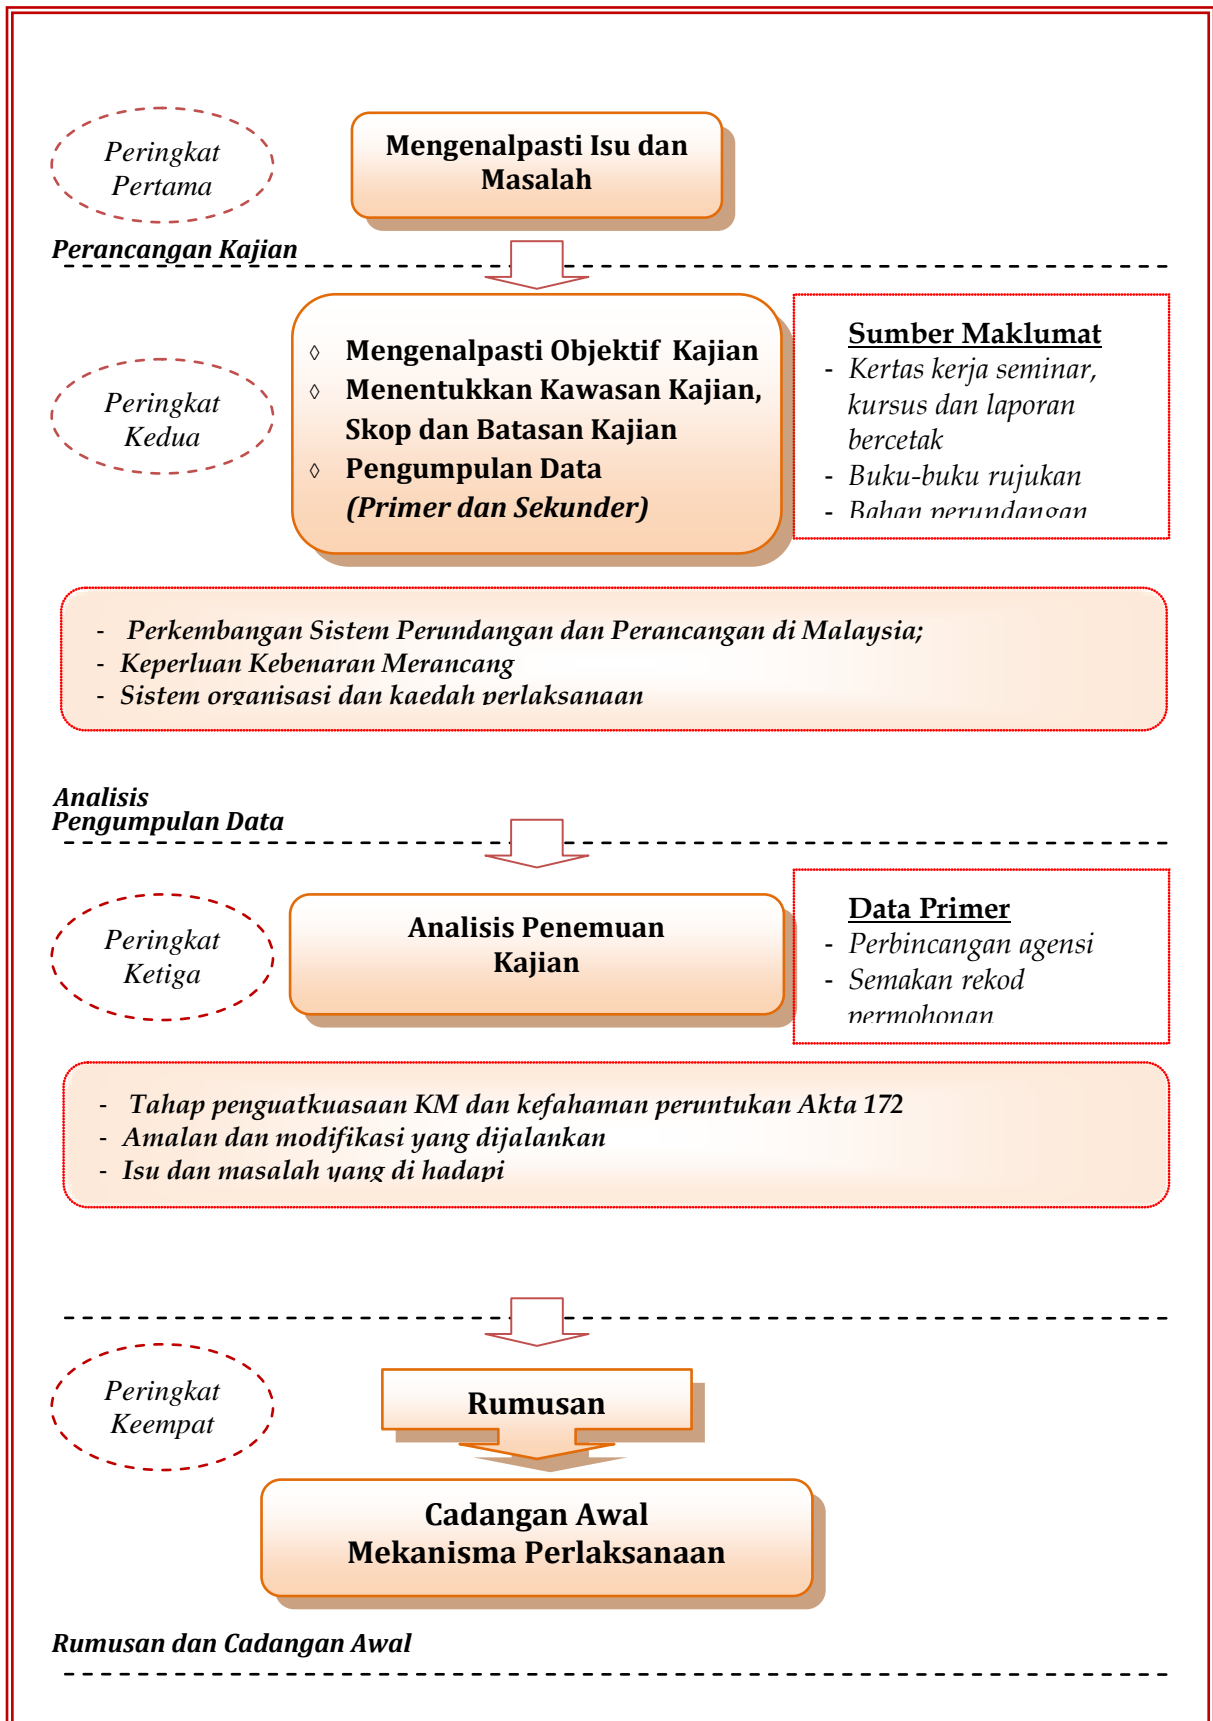 Peringkat
Pertama
Mengenalpasti Isu dan
Masalah
Perancangan Kajian
Peringkat
Kedua
◊ Mengenalpasti Objektif Kajian
◊ Menentukkan Kawasan Kajian,
Skop dan Batasan Kajian
◊ Pengumpulan Data
(Primer dan Sekunder)
Sumber Maklumat
- Kertas kerja seminar,
kursus dan laporan
bercetak
- Buku-buku rujukan
- Bahan perundangan
- Perkembangan Sistem Perundangan dan Perancangan di Malaysia;
- Keperluan Kebenaran Merancang
- Sistem organisasi dan kaedah perlaksanaan
Analisis
Pengumpulan Data
Peringkat
Ketiga
Analisis Penemuan
Kajian
Data Primer
- Perbincangan agensi
- Semakan rekod
permohonan
- Tahap penguatkuasaan KM dan kefahaman peruntukan Akta 172
- Amalan dan modifikasi yang dijalankan
- Isu dan masalah yang di hadapi
Peringkat
Keempat
Rumusan
Cadangan Awal
Mekanisma Perlaksanaan
Rumusan dan Cadangan Awal